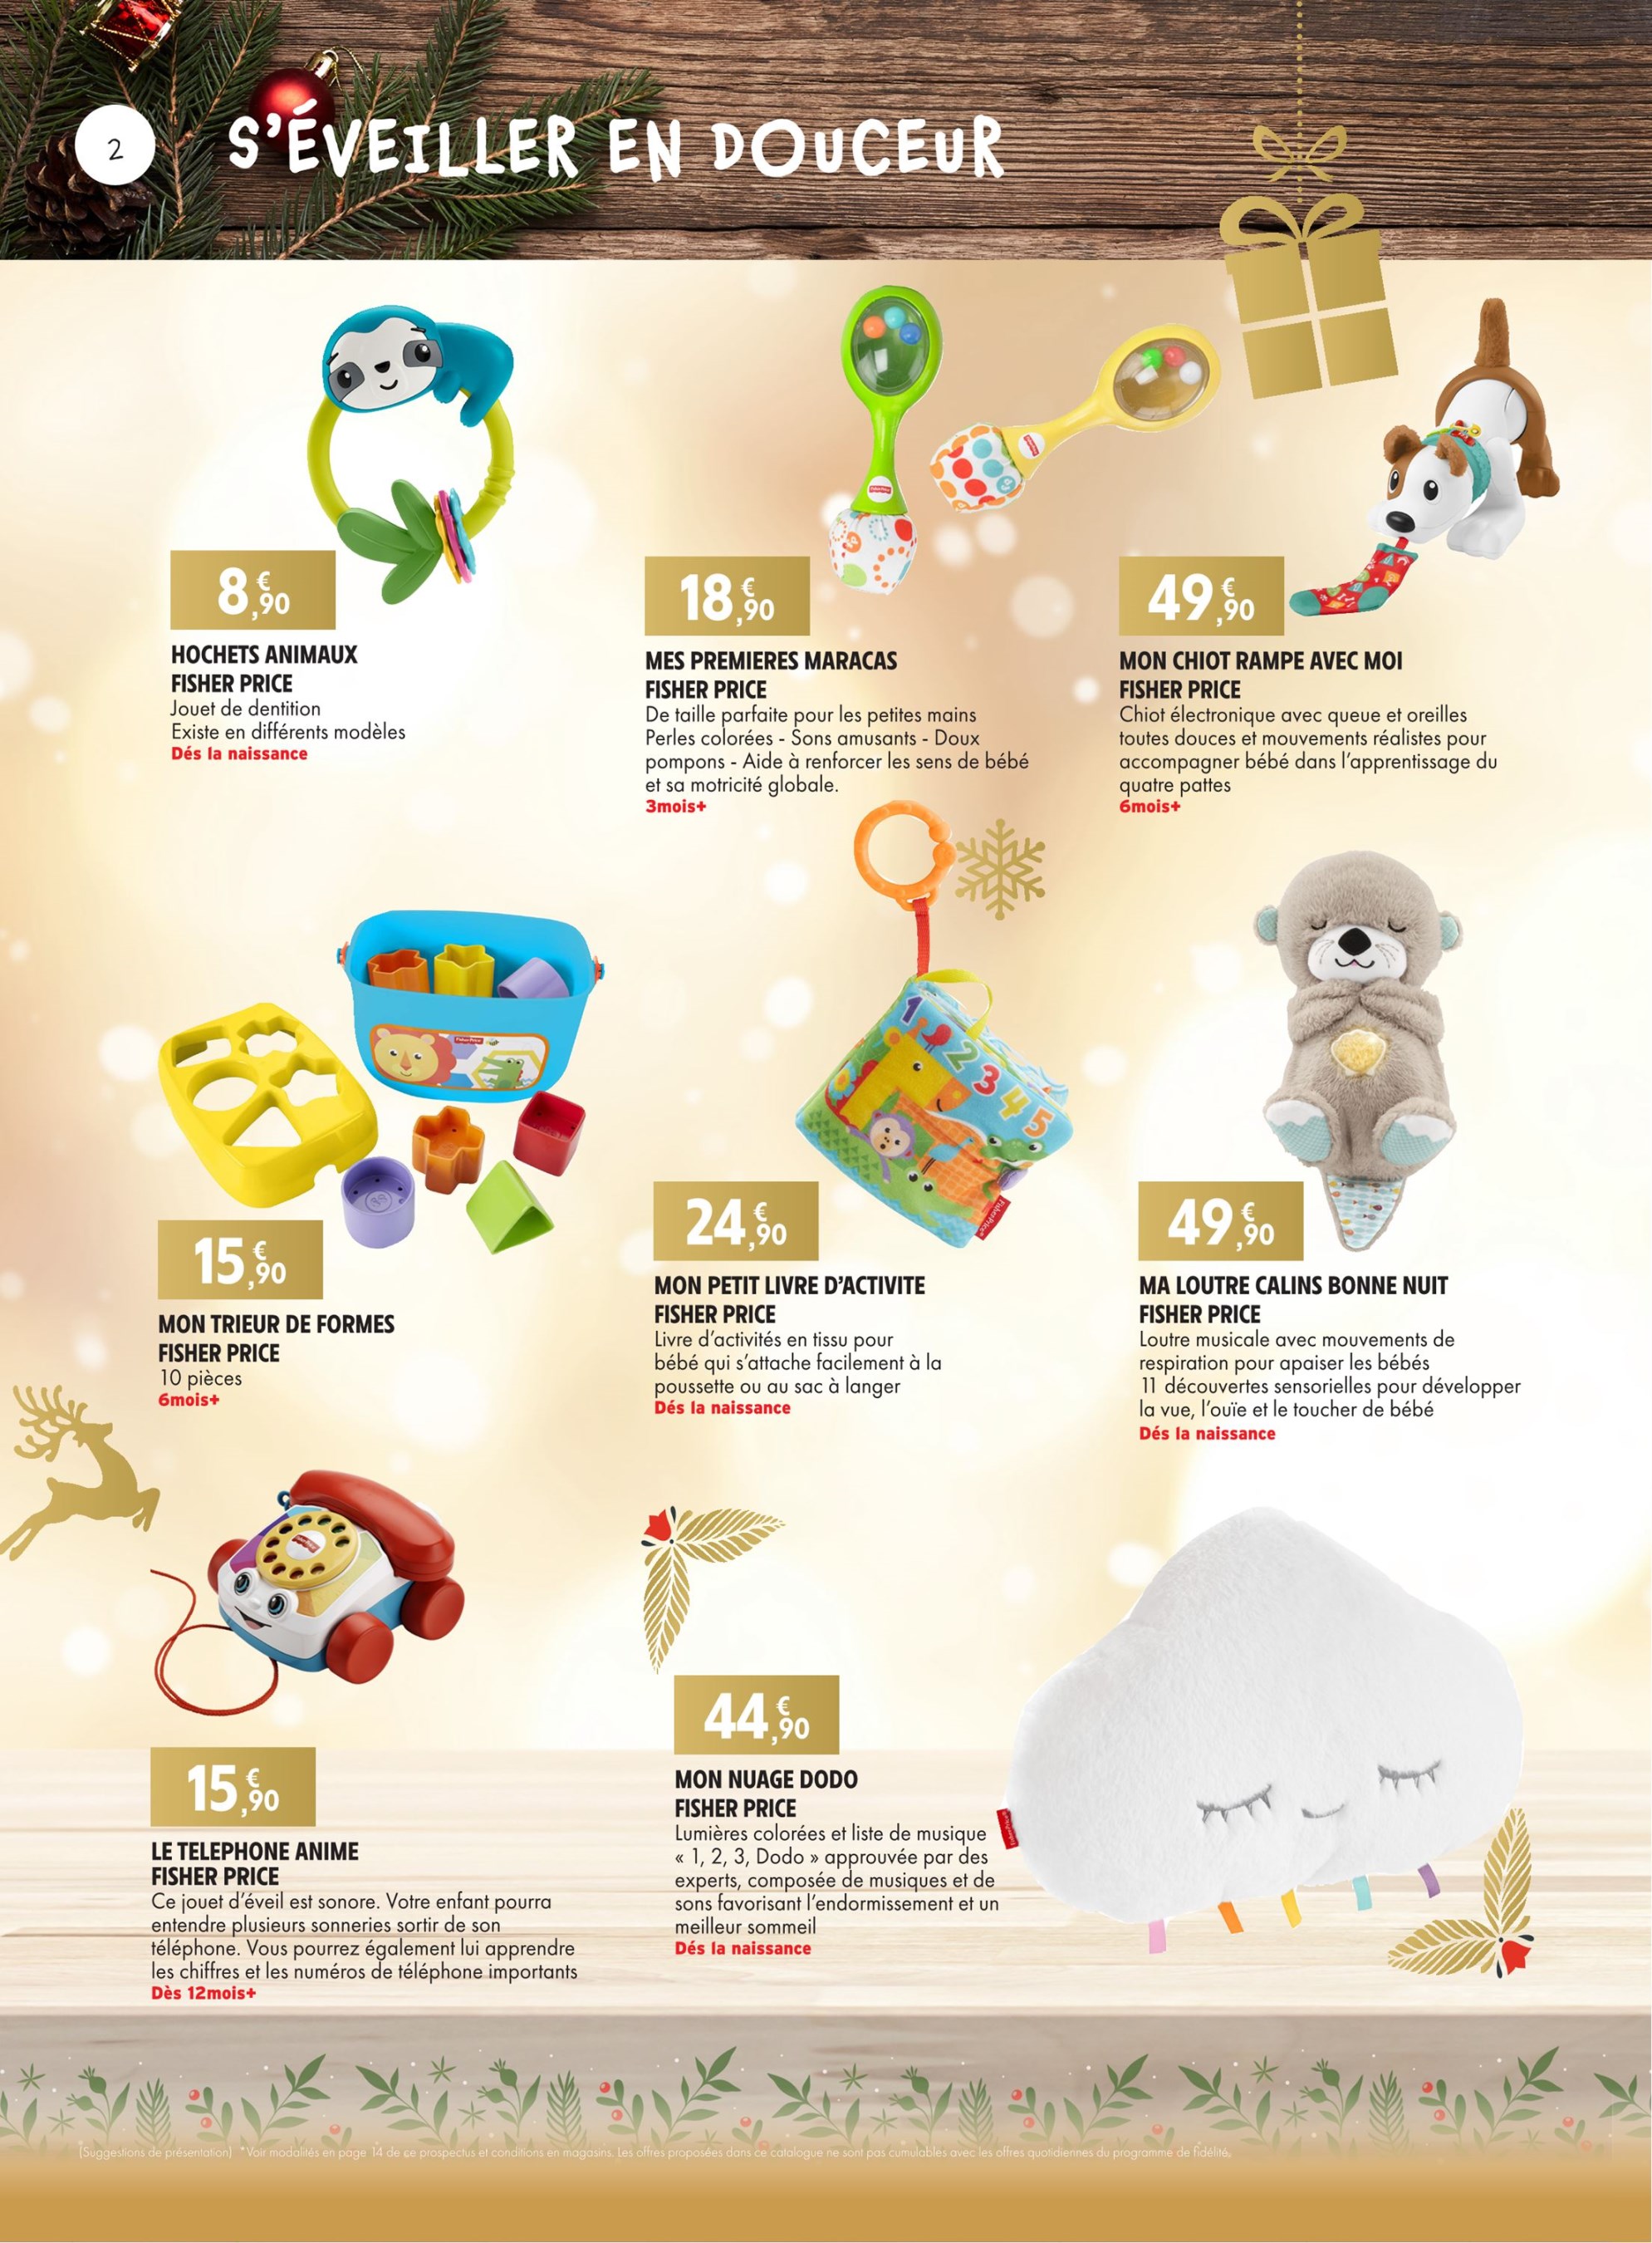 2
S'ÉVEILLER EN DOUCEUR
8,€90
HOCHETS ANIMAUX
FISHER PRICE
Jouet de dentition
Existe en différents modèles
Dés la naissance
18,€90
MES PREMIERES MARACAS
FISHER PRICE
De taille parfaite pour les petites mains
Perles colorées - Sons amusants - Doux
pompons - Aide à renforcer les sens de bébé
et sa motricité globale.
3mois+
49,€90
MON CHIOT RAMPE AVEC MOI
FISHER PRICE
Chiot électronique avec queue et oreilles
toutes douces et mouvements réalistes pour
accompagner bébé dans l'apprentissage du
quatre pattes
6mois+
15,€90
MON TRIEUR DE FORMES
FISHER PRICE
10 pièces
6mois+
1 2 3 4 5
Fisher-Price
24,€90
MON PETIT LIVRE D'ACTIVITE
FISHER PRICE
Livre d'activités en tissu pour
bébé qui s'attache facilement à la
poussette ou au sac à langer
Dés la naissance
49,€90
MA LOUTRE CALINS BONNE NUIT
FISHER PRICE
Loutre musicale avec mouvements de
respiration pour apaiser les bébés
11 découvertes sensorielles pour développer
la vue, l'ouïe et le toucher de bébé
Dés la naissance
15,€90
LE TELEPHONE ANIME
FISHER PRICE
Ce jouet d'éveil est sonore. Votre enfant pourra
entendre plusieurs sonneries sortir de son
téléphone. Vous pourrez également lui apprendre
les chiffres et les numéros de téléphone importants
Dès 12mois+
44,€90
MON NUAGE DODO
FISHER PRICE
Lumières colorées et liste de musique
« 1, 2, 3, Dodo » approuvée par des
experts, composée de musiques et de
sons favorisant l'endormissement et un
meilleur sommeil
Dés la naissance
Fisher-Price
(Suggestions de présentation) *Voir modalités en page 14 de ce prospectus et conditions en magasins. Les offres proposées dans ce catalogue ne sont pas cumulables avec les offres quotidiennes du programme de fidélité.